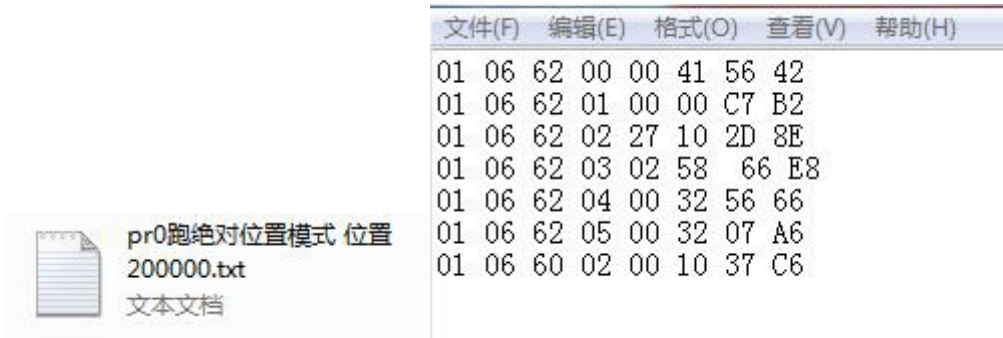 pr0跑绝对位置模式 位置
200000.txt
文本文档
文件(F) 编辑(E) 格式(O) 查看(V) 帮助(H)
01 06 62 00 00 41 56 42
01 06 62 01 00 00 C7 B2
01 06 62 02 27 10 2D 8E
01 06 62 03 02 58  66 E8
01 06 62 04 00 32 56 66
01 06 62 05 00 32 07 A6
01 06 60 02 00 10 37 C6